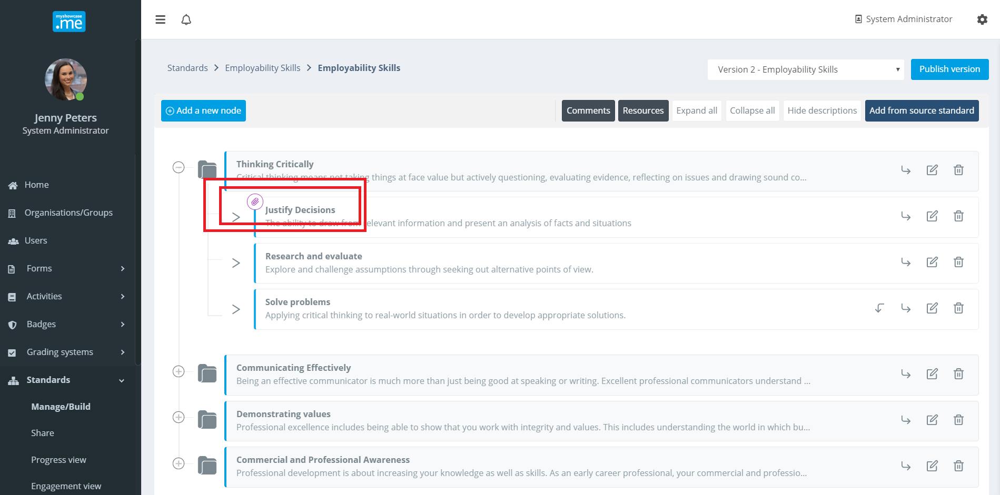 myshowcase
.me
System Administrator
Jenny Peters
System Administrator
Home
Organisations/Groups
Users
Forms
Activities
Badges
Grading systems
Standards
Manage/Build
Share
Progress view
Engagement view
Standards > Employability Skills > Employability Skills
Version 2 - Employability Skills
Publish version
Add a new node
Comments
Resources
Expand all
Collapse all
Hide descriptions
Add from source standard
Thinking Critically
Critical thinking means not taking things at face value but actively questioning, evaluating evidence, reflecting on issues and drawing sound co...
Justify Decisions
The ability to draw from relevant information and present an analysis of facts and situations
Research and evaluate
Explore and challenge assumptions through seeking out alternative points of view.
Solve problems
Applying critical thinking to real-world situations in order to develop appropriate solutions.
Communicating Effectively
Being an effective communicator is much more than just being good at speaking or writing. Excellent professional communicators understand ...
Demonstrating values
Professional excellence includes being able to show that you work with integrity and values. This includes understanding the world in which bu...
Commercial and Professional Awareness
Professional development is about increasing your knowledge as well as skills. As an early career professional, your commercial and professio...